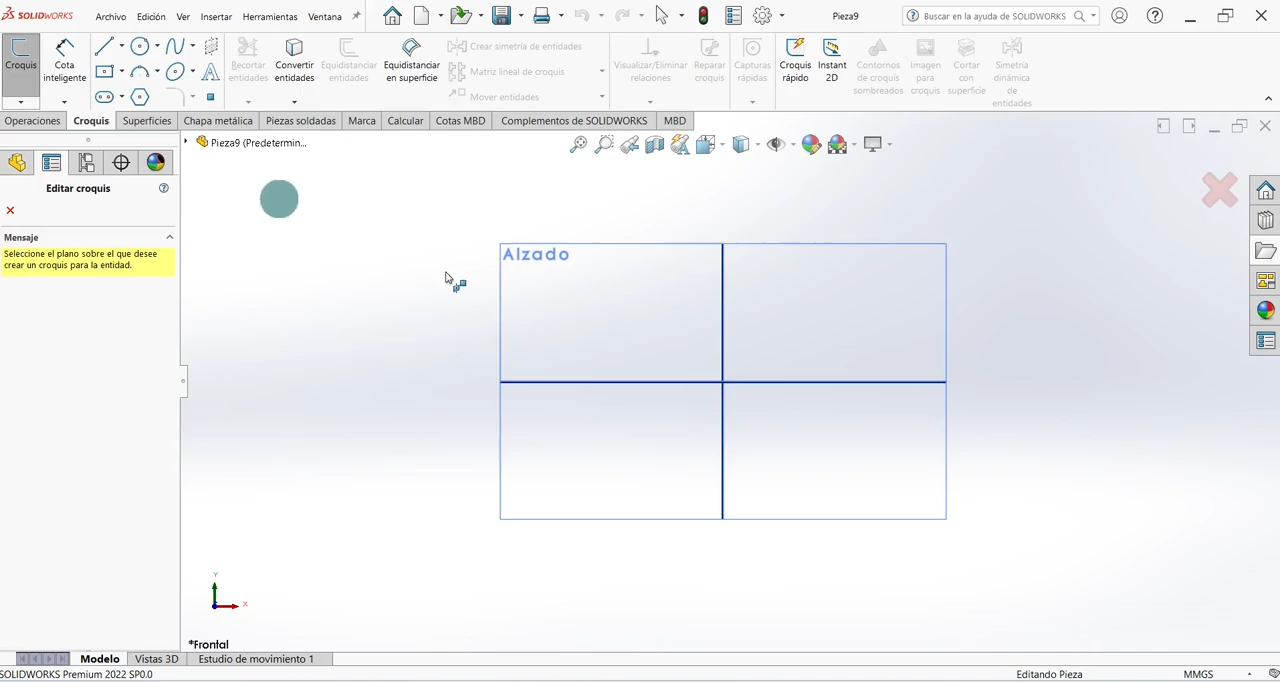 SOLIDWORKS
Archivo Edición Ver Insertar Herramientas Ventana
Pieza9
Buscar en la ayuda de SOLIDWORKS
Croquis
Cota inteligente
Recortar entidades
Convertir entidades
Equidistanciar entidades
Equidistanciar en superficie
Crear simetría de entidades
Matriz lineal de croquis
Mover entidades
Visualizar/Eliminar relaciones
Reparar croquis
Capturas rápidas
Croquis rápido
Instant 2D
Contornos de croquis sombreados
Imagen para croquis
Cortar con superficie
Simetría dinámica de entidades
Operaciones Croquis Superficies Chapa metálica Piezas soldadas Marca Calcular Cotas MBD Complementos de SOLIDWORKS MBD
Pieza9 (Predetermin...
Editar croquis
Mensaje
Seleccione el plano sobre el que desee
crear un croquis para la entidad.
Alzado
Y
X
*Frontal
Modelo Vistas 3D Estudio de movimiento 1
SOLIDWORKS Premium 2022 SP0.0
Editando Pieza
MMGS